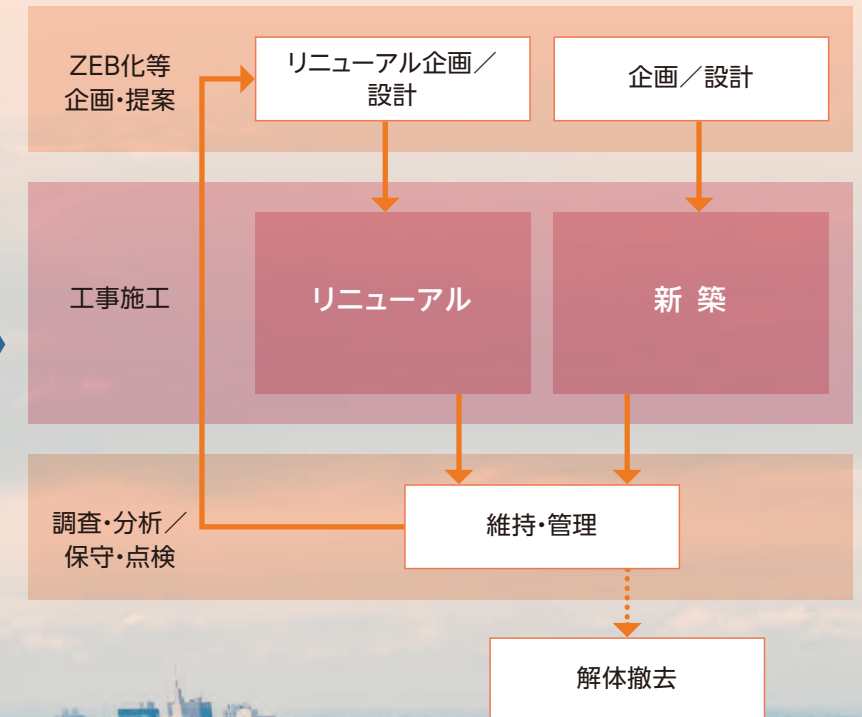 ZEB化等
企画・提案
リニューアル企画／
設計
企画／設計
工事施工
リニューアル
新 築
調査・分析／
保守・点検
維持・管理
解体撤去